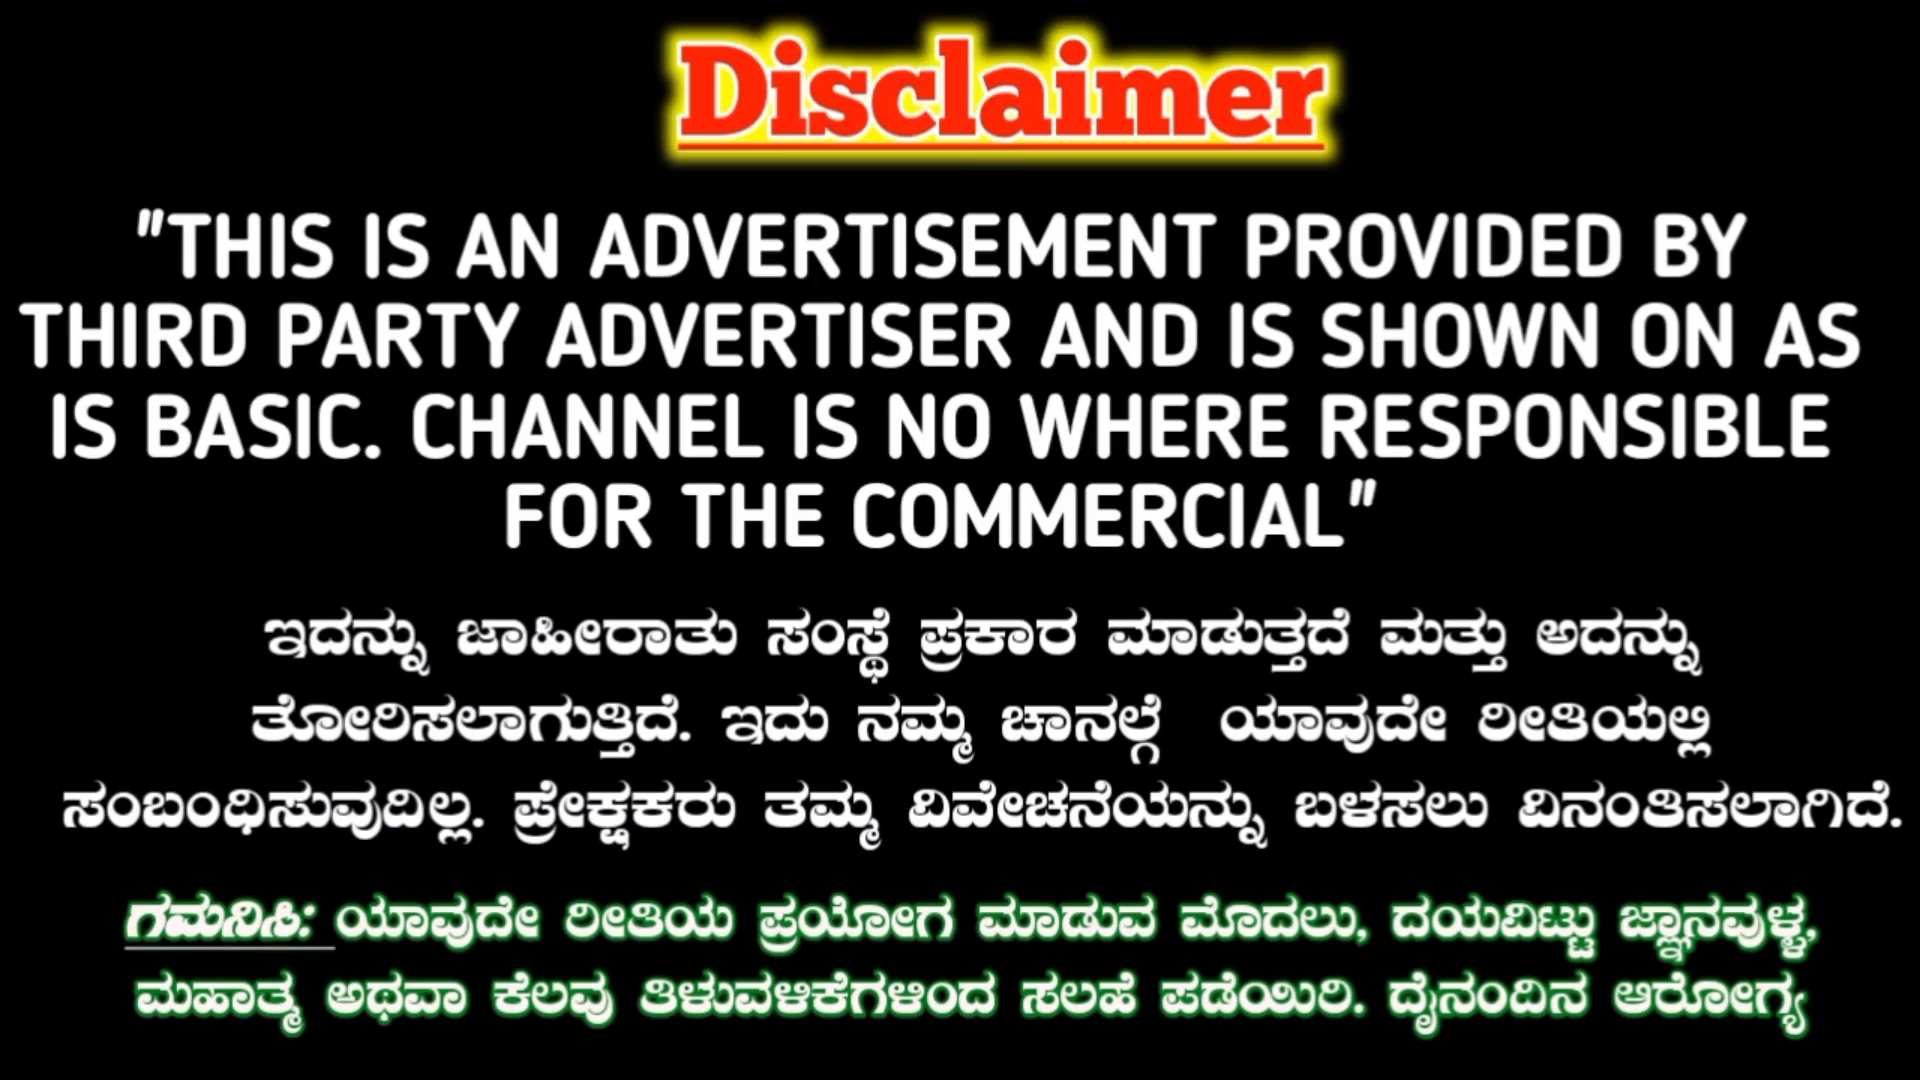 Disclaimer
"THIS IS AN ADVERTISEMENT PROVIDED BY
THIRD PARTY ADVERTISER AND IS SHOWN ON AS
IS BASIC. CHANNEL IS NO WHERE RESPONSIBLE
FOR THE COMMERCIAL"
ಇದನ್ನು ಜಾಹೀರಾತು ಸಂಸ್ಥೆ ಪ್ರಕಾರ ಮಾಡುತ್ತದೆ ಮತ್ತು ಅದನ್ನು
ತೋರಿಸಲಾಗುತ್ತಿದೆ. ಇದು ನಮ್ಮ ಚಾನಲ್ಗೆ ಯಾವುದೇ ರೀತಿಯಲ್ಲಿ
ಸಂಬಂಧಿಸುವುದಿಲ್ಲ. ಪ್ರೇಕ್ಷಕರು ತಮ್ಮ ವಿವೇಚನೆಯನ್ನು ಬಳಸಲು ವಿನಂತಿಸಲಾಗಿದೆ.
ಗಮನಿಸಿ: ಯಾವುದೇ ರೀತಿಯ ಪ್ರಯೋಗ ಮಾಡುವ ಮೊದಲು, ದಯವಿಟ್ಟು ಜ್ಞಾನವುಳ್ಳ,
ಮಹಾತ್ಮ ಅಥವಾ ಕೆಲವು ತಿಳುವಳಿಕೆಗಳಿಂದ ಸಲಹೆ ಪಡೆಯಿರಿ. ದೈನಂದಿನ ಆರೋಗ್ಯ